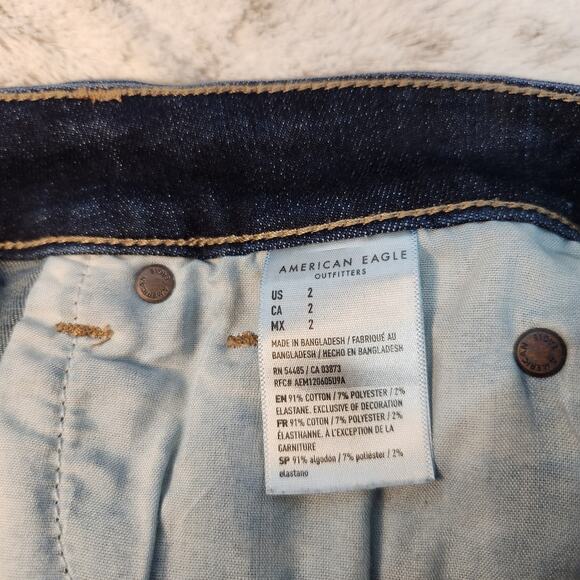 AMERICAN EAGLE
OUTFITTERS
US 2
CA 2
MX 2
MADE IN BANGLADESH / FABRIQUÉ AU
BANGLADESH / HECHO EN BANGLADESH
RN 54485 / CA 03873
RFC# AEM120605U9A
EN 91% COTTON / 7% POLYESTER / 2%
ELASTANE. EXCLUSIVE OF DECORATION
FR 91% COTON / 7% POLYESTER / 2%
ÉLASTHANNE. À L'EXCEPTION DE LA
GARNITURE
SP 91% algodón / 7% poliéster / 2%
elastano
AMERICAN EAGLE